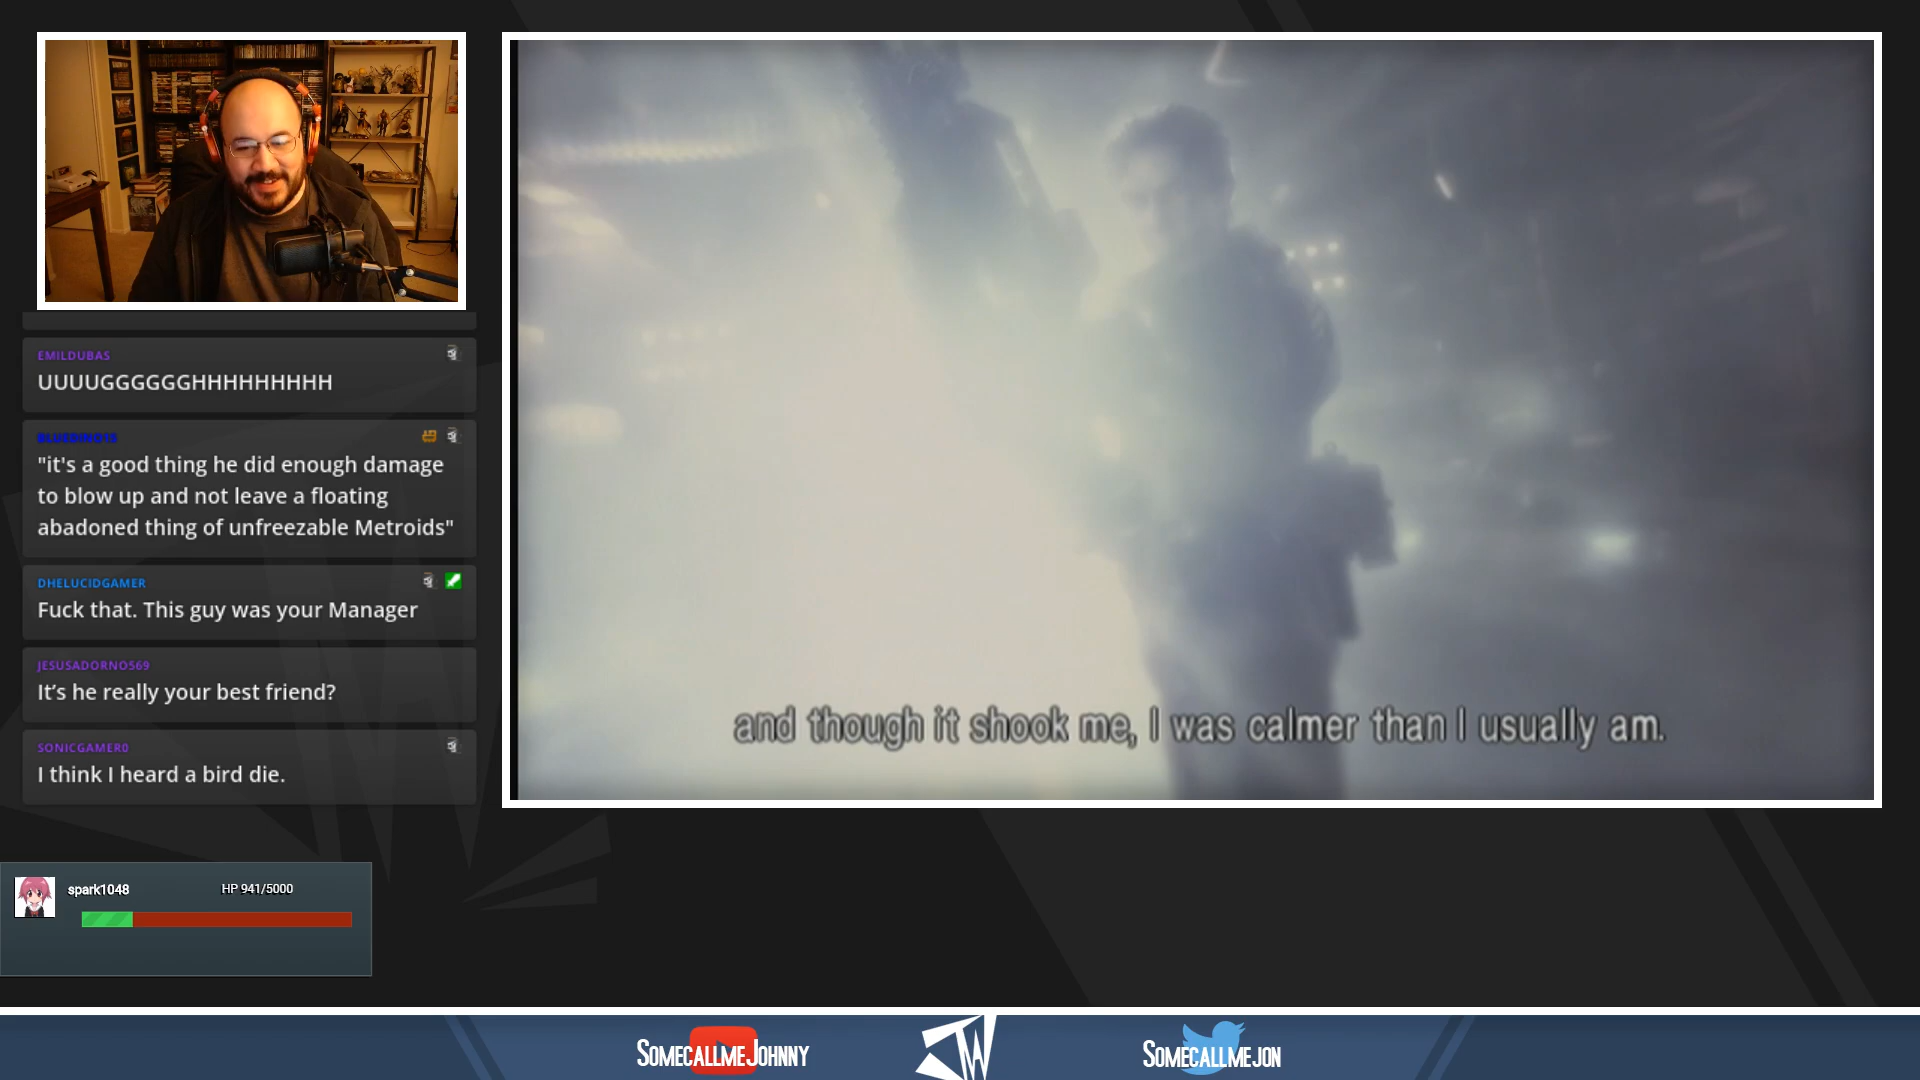 EMILDUBAS
UUUUGGGGGGHHHHHHHHH
"it's a good thing he did enough damage
to blow up and not leave a floating
abadoned thing of unfreezable Metroids"
DHELUCIDGAMER
Fuck that. This guy was your Manager
JESUSADORNO569
It's he really your best friend?
SONICGAMER0
I think I heard a bird die.
and though it shook me, I was calmer than I usually am.
spark1048
HP 941/5000
SOMECALLMEJOHNNY
SOMECALLMEJON